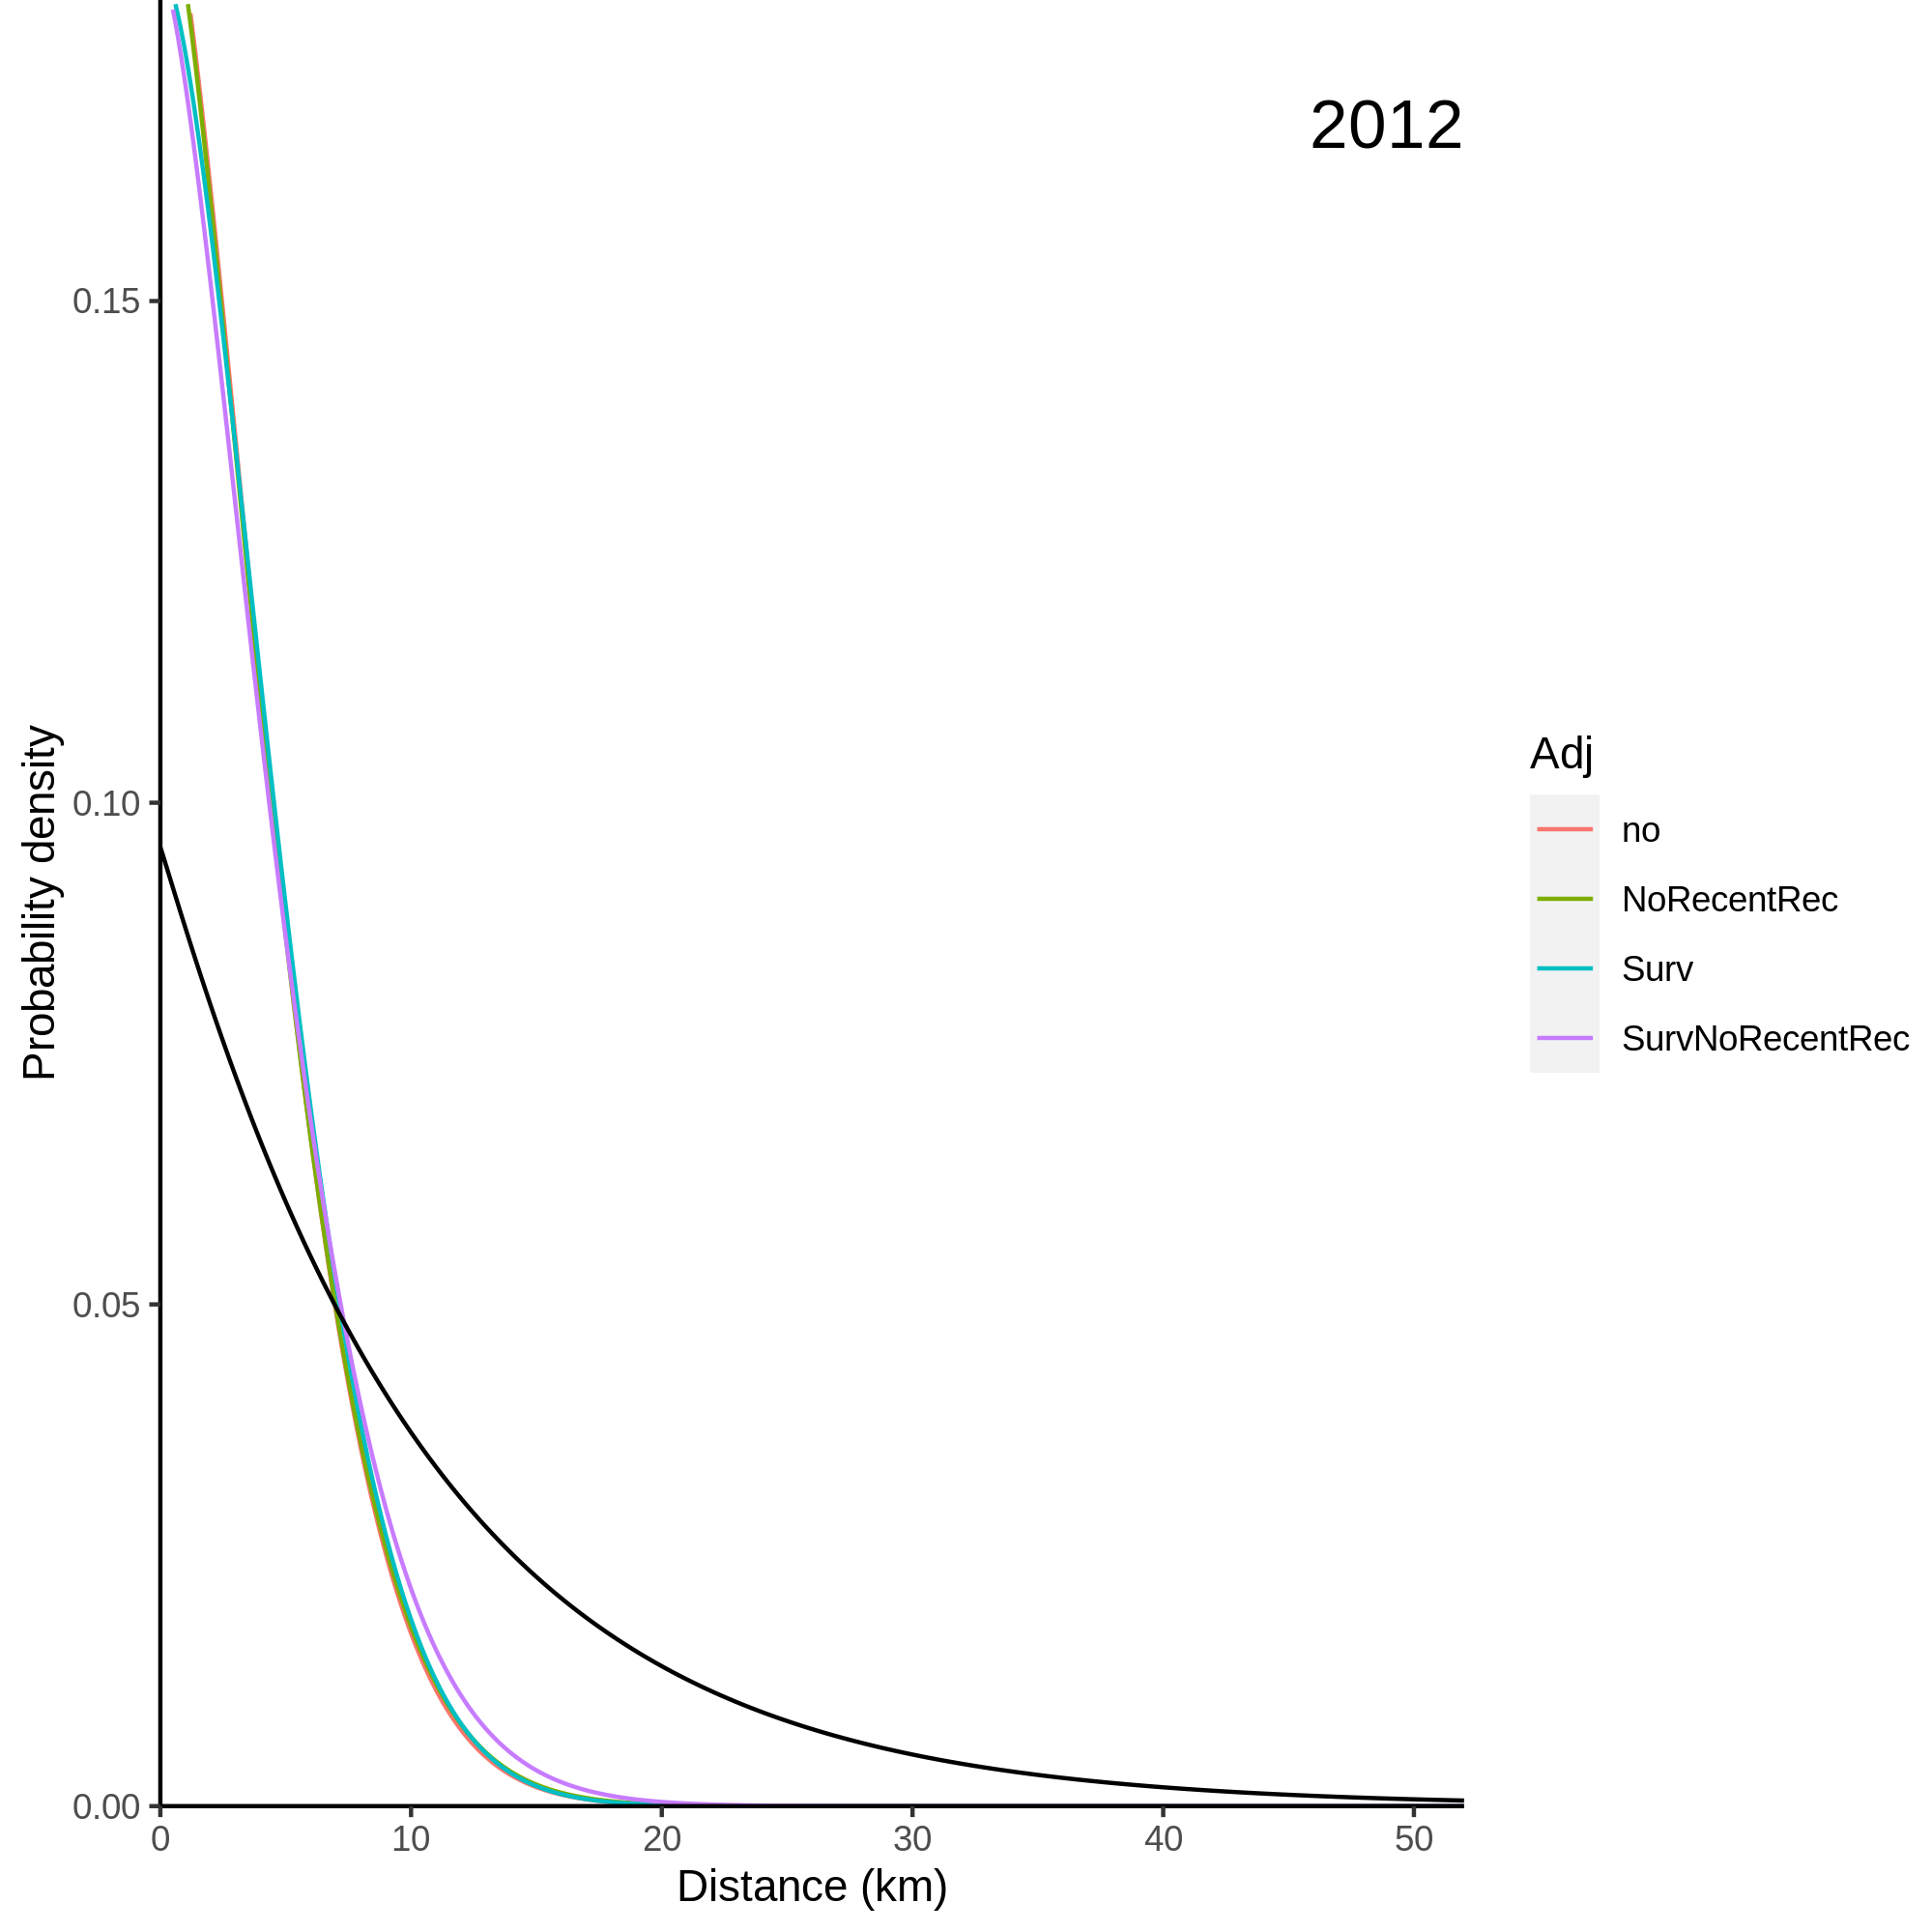 2012
Probability density
0.15
0.10
0.05
0.00
0
10
20
30
40
50
Distance (km)
Adj
no
NoRecentRec
Surv
SurvNoRecentRec